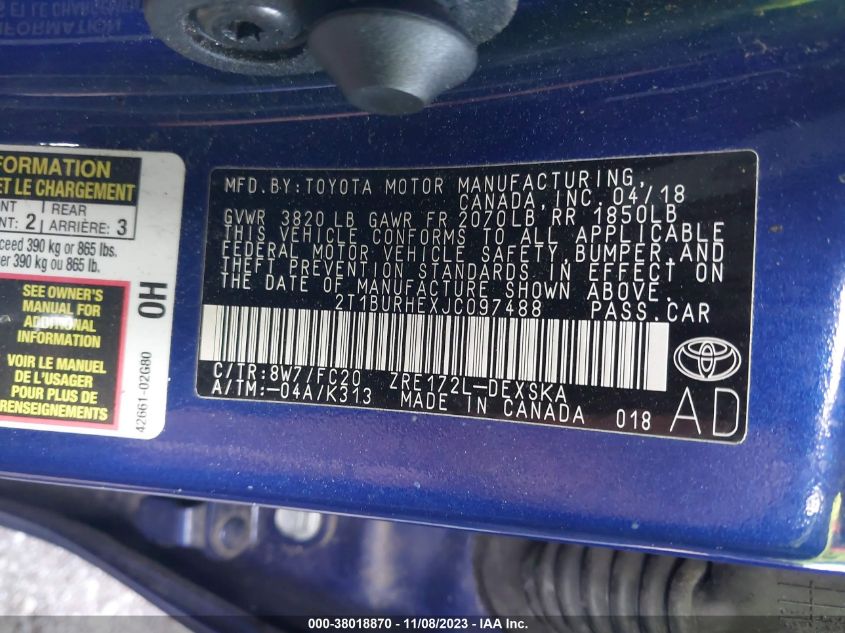 INFORMATION
ET LE CHARGEMENT
FORMATION
ET LE CHARGEMENT
REAR
2 ARRIÈRE: 3
390 kg or 865 lbs.
390 kg ou 865 lb.
SEE OWNER'S
MANUAL FOR
ADDITIONAL
INFORMATION
VOIR LE MANUEL
DE L'USAGER
POUR PLUS DE
RENSEIGNEMENTS
0H
42661-02G80
MFD.BY:TOYOTA MOTOR MANUFACTURING,
CANADA,INC. 04/18
GVWR 3820 LB GAWR FR 2070LB RR 1850LB
THIS VEHICLE CONFORMS TO ALL APPLICABLE
FEDERAL MOTOR VEHICLE SAFETY,BUMPER,AND
THEFT PREVENTION STANDARDS IN EFFECT ON
THE DATE OF MANUFACTURE SHOWN ABOVE.
2T1BURHEXJC097488 PASS.CAR
C/TR:8W7/FC20 ZRE172L-DEXSKA
A/TM:-04A/K313 MADE IN CANADA 018 AD
000-38018870 - 11/08/2023 - IAA Inc.